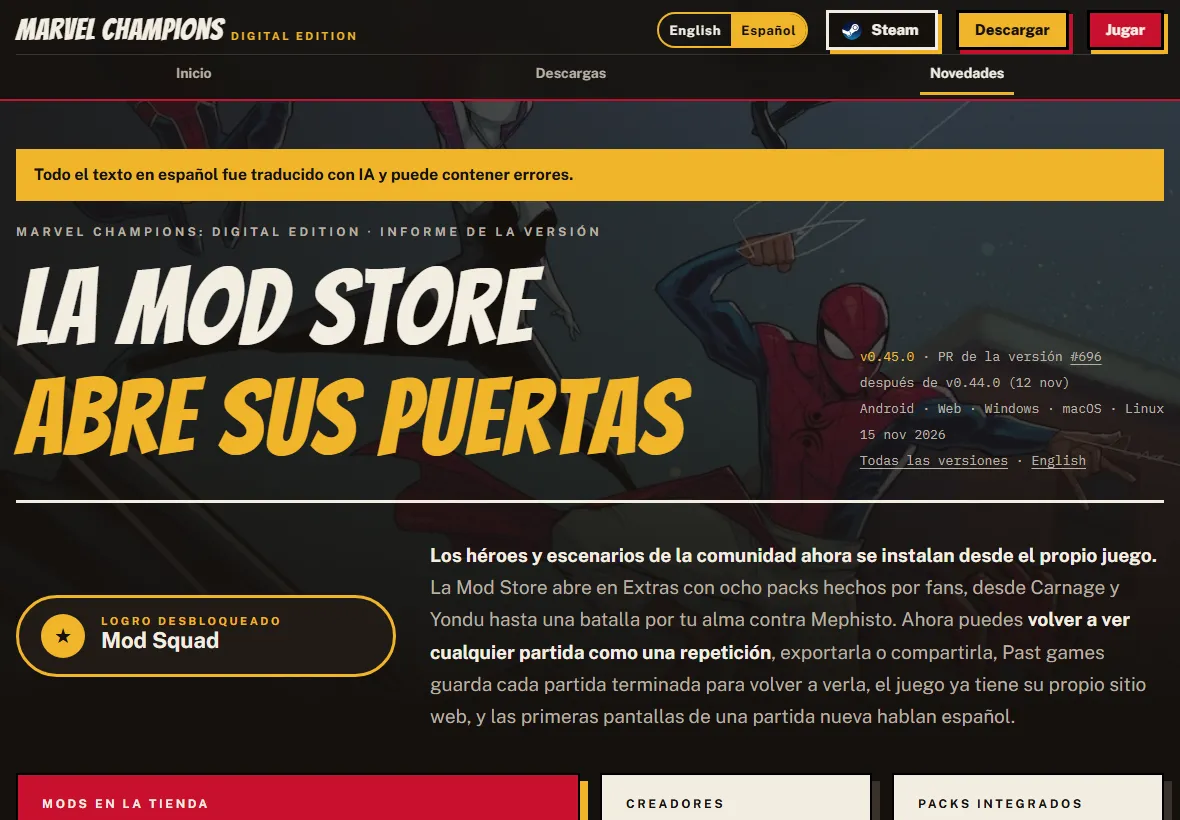 MARVEL CHAMPIONS DIGITAL EDITION
English Español
Steam
Descargar
Jugar
Inicio
Descargas
Novedades
Todo el texto en español fue traducido con IA y puede contener errores.
MARVEL CHAMPIONS: DIGITAL EDITION · INFORME DE LA VERSIÓN
LA MOD STORE
ABRE SUS PUERTAS
v0.45.0 · PR de la versión #696
después de v0.44.0 (12 nov)
Android · Web · Windows · macOS · Linux
15 nov 2026
Todas las versiones · English
LOGRO DESBLOQUEADO
Mod Squad
Los héroes y escenarios de la comunidad ahora se instalan desde el propio juego.
La Mod Store abre en Extras con ocho packs hechos por fans, desde Carnage y
Yondu hasta una batalla por tu alma contra Mephisto. Ahora puedes volver a ver
cualquier partida como una repetición, exportarla o compartirla, Past games
guarda cada partida terminada para volver a verla, el juego ya tiene su propio sitio
web, y las primeras pantallas de una partida nueva hablan español.
MODS EN LA TIENDA
CREADORES
PACKS INTEGRADOS